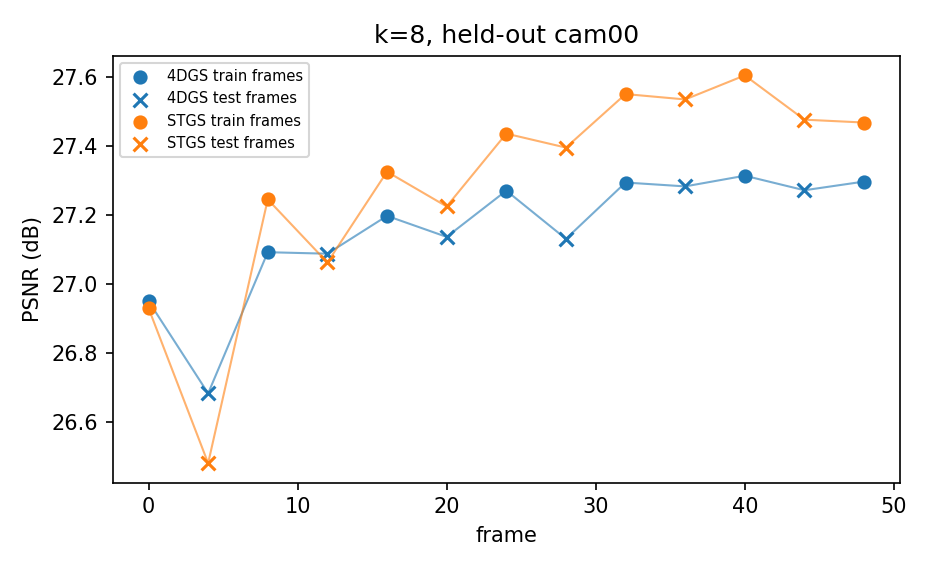 k=8, held-out cam00
4DGS train frames
4DGS test frames
STGS train frames
STGS test frames
PSNR (dB)
27.6
27.4
27.2
27.0
26.8
26.6
0 10 20 30 40 50
frame